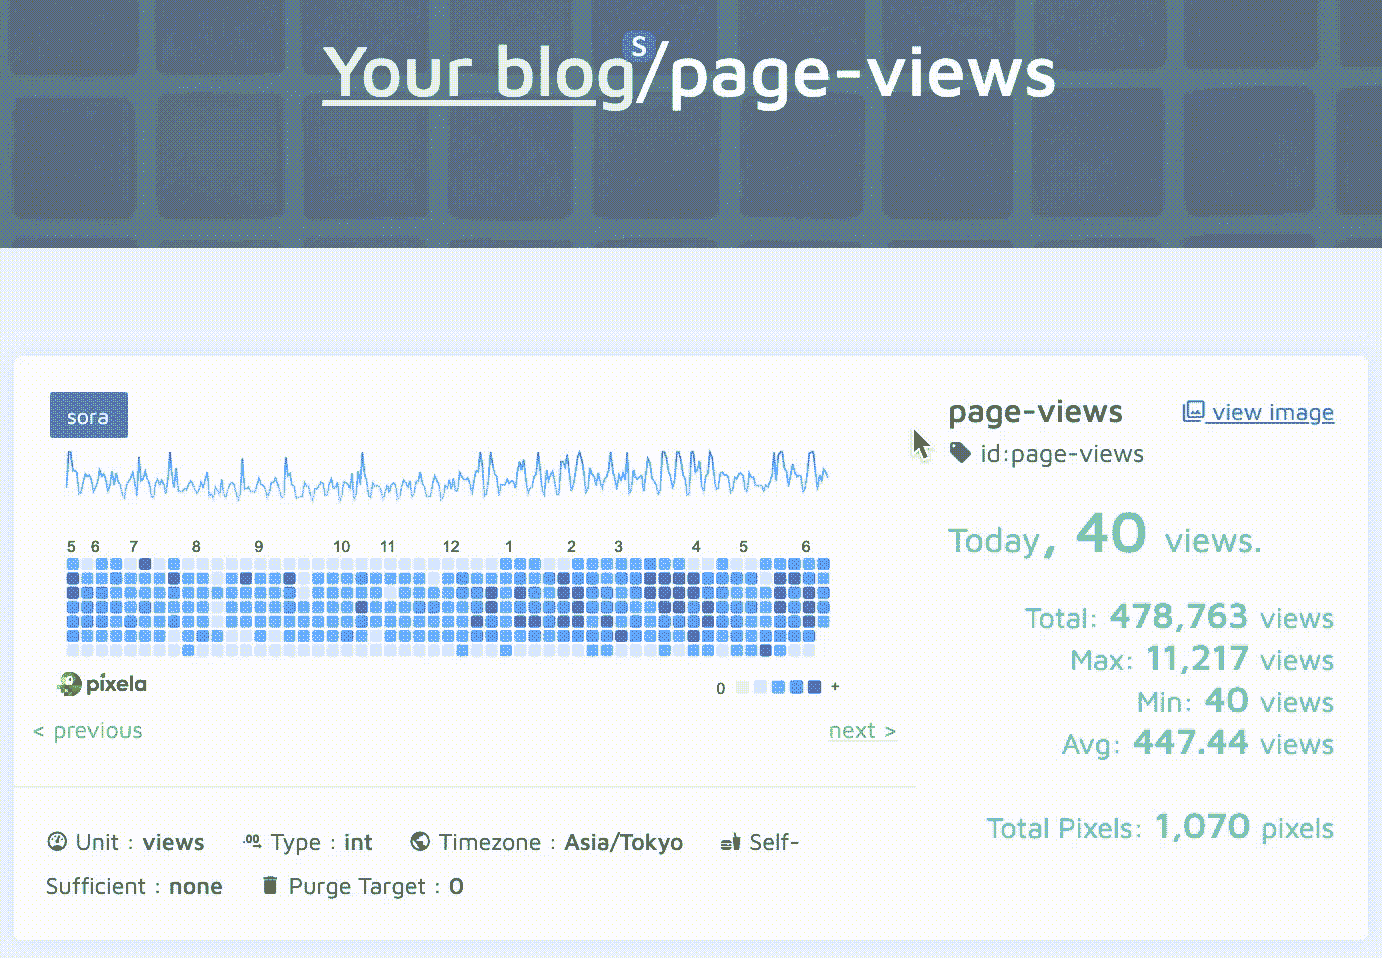 Your blog/page-views
S
sora
5 6 7 8 9 10 11 12 1 2 3 4 5 6
pixela
0 +
< previous
next >
Unit : views Type : int Timezone : Asia/Tokyo Self-
Sufficient : none Purge Target : 0
page-views view image
id:page-views
Today, 40 views.
Total: 478,763 views
Max: 11,217 views
Min: 40 views
Avg: 447.44 views
Total Pixels: 1,070 pixels